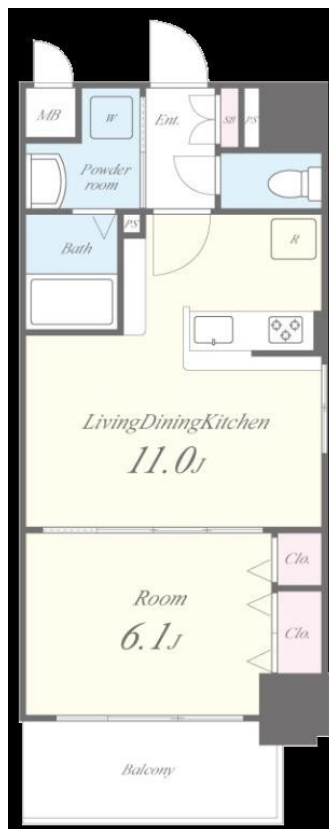 MB
W
Ent.
SB
PS
Powder
room
PS
Bath
R
LivingDiningKitchen
11.0J
Clo.
Room
6.1J
Clo.
Balcony